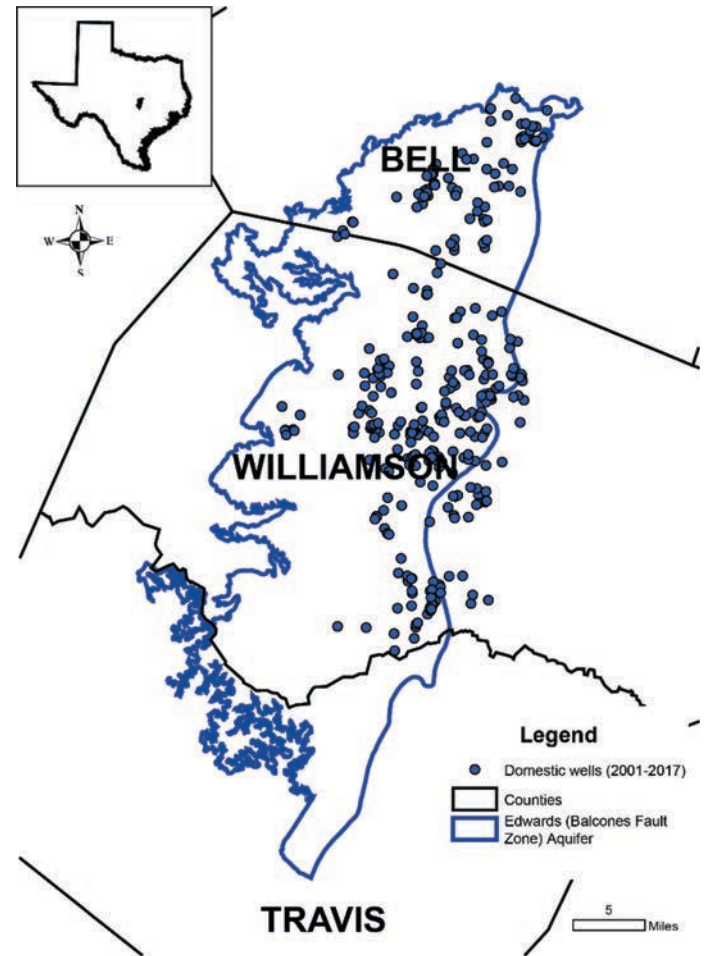 BELL
N
W E
S
WILLIAMSON
Legend
Domestic wells (2001-2017)
Counties
Edwards (Balcones Fault
Zone) Aquifer
TRAVIS
5
Miles